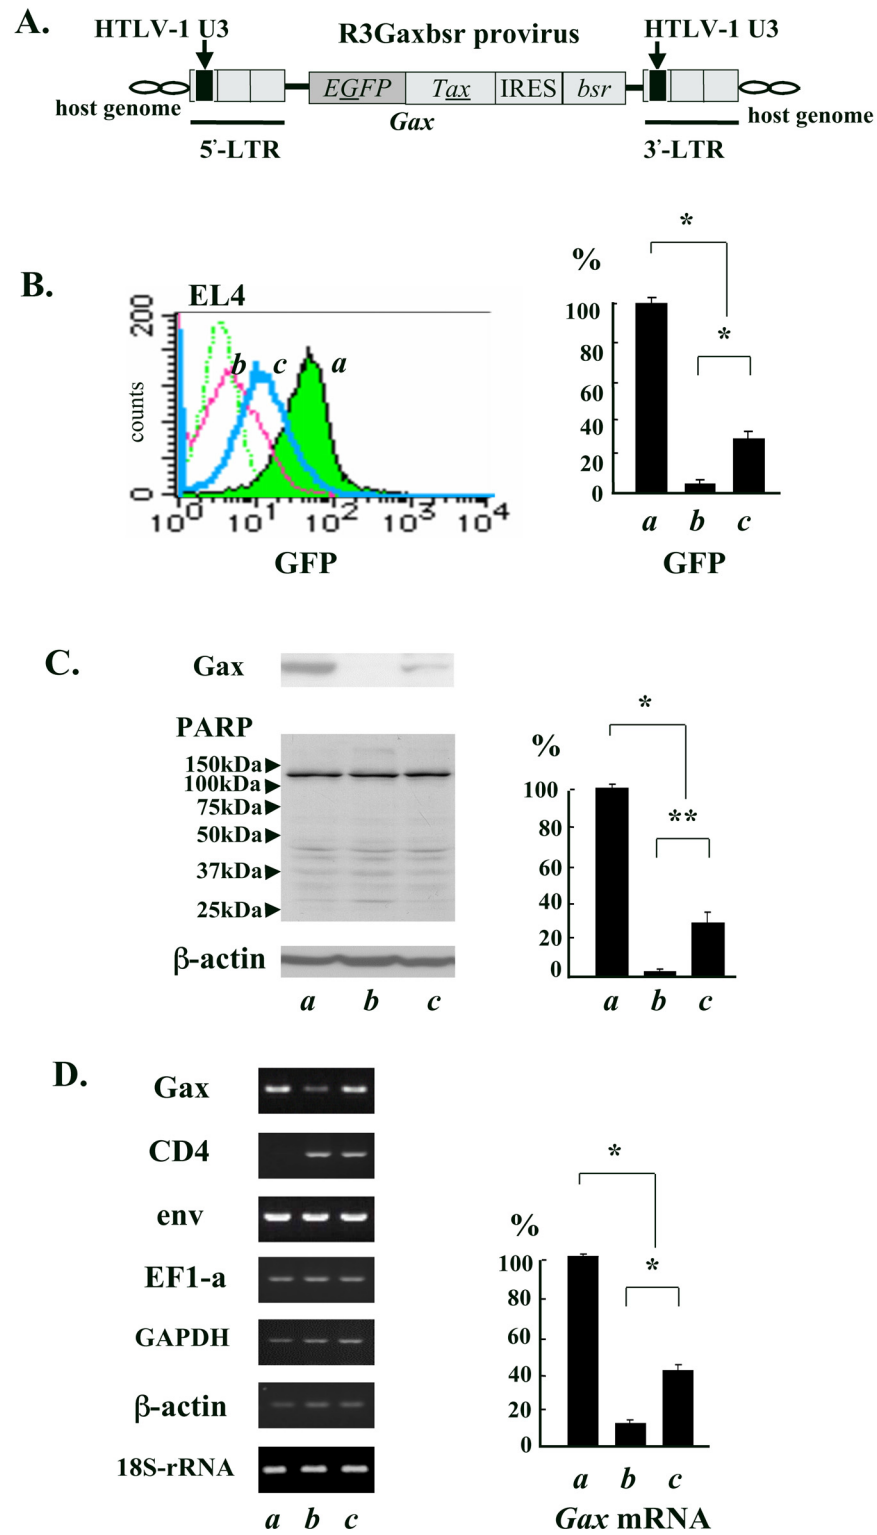 A.
HTLV-1 U3
R3Gaxbsr provirus
HTLV-1 U3
EGFP Tax IRES bsr
host genome
Gax
host genome
5'-LTR
3'-LTR
B.
EL4
200
counts
0
b c a
10^0 10^1 10^2 10^3 10^4
GFP
*
%
*
100
80
60
40
20
0
a b c
GFP
C.
Gax
PARP
150kDa
100kDa
75kDa
50kDa
37kDa
25kDa
β-actin
a b c
*
%
**
100
80
60
40
20
0
a b c
D.
Gax
CD4
env
EF1-a
GAPDH
β-actin
18S-rRNA
a b c
*
%
*
100
80
60
40
20
0
a b c
Gax mRNA